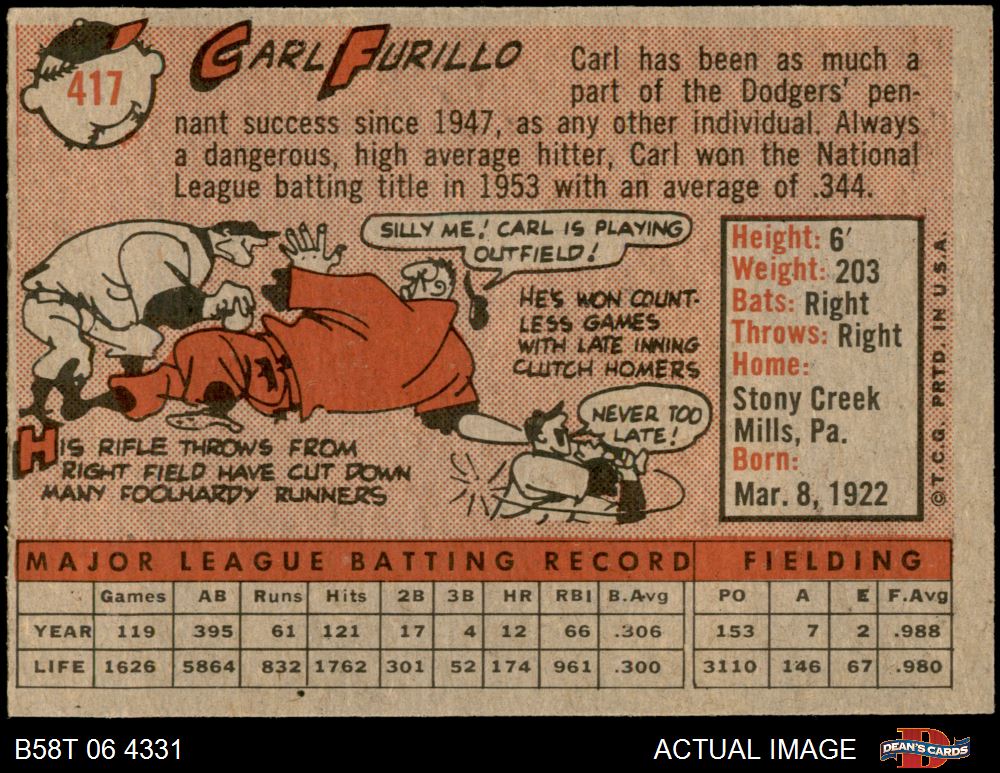 417
CARL FURILLO
Carl has been as much a
part of the Dodgers' pen-
nant success since 1947, as any other individual. Always
a dangerous, high average hitter, Carl won the National
League batting title in 1953 with an average of .344.
SILLY ME! CARL IS PLAYING
OUTFIELD!
HE'S WON COUNT-
LESS GAMES
WITH LATE INNING
CLUTCH HOMERS
NEVER TOO
LATE!
HIS RIFLE THROWS FROM
RIGHT FIELD HAVE CUT DOWN
MANY FOOLHARDY RUNNERS
Height: 6'
Weight: 203
Bats: Right
Throws: Right
Home:
Stony Creek
Mills, Pa.
Born:
Mar. 8, 1922
© T.C.G. PRTD. IN U.S.A.
MAJOR LEAGUE BATTING RECORD FIELDING
Games AB Runs Hits 2B 3B HR RBI B.Avg PO A E F.Avg
YEAR 119 395 61 121 17 4 12 66 .306 153 7 2 .988
LIFE 1626 5864 832 1762 301 52 174 961 .300 3110 146 67 .980
B58T 06 4331
ACTUAL IMAGE
DEAN'S CARDS